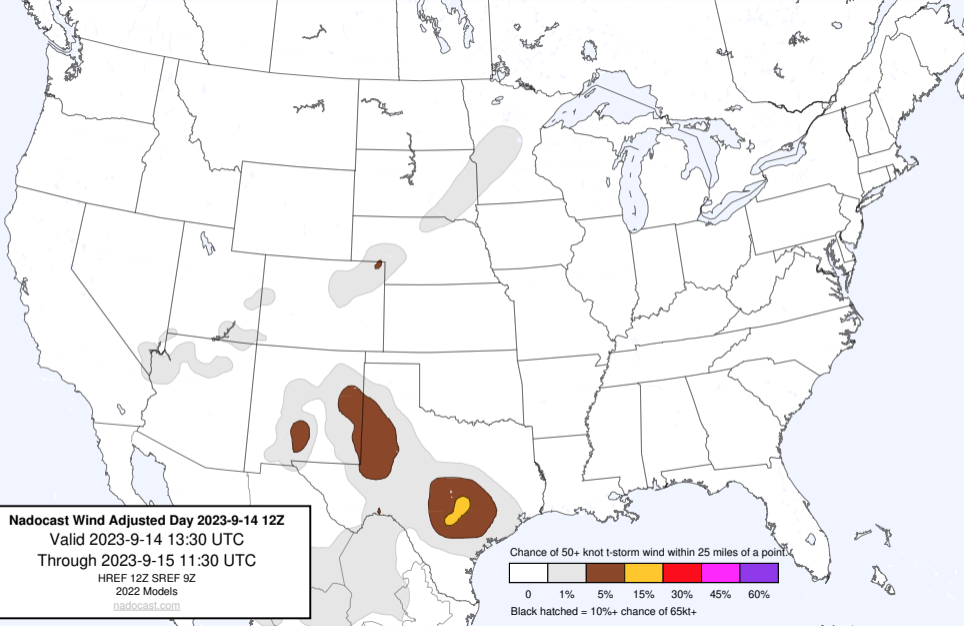 Nadocast Wind Adjusted Day 2023-9-14 12Z
Valid 2023-9-14 13:30 UTC
Through 2023-9-15 11:30 UTC
HREF 12Z SREF 9Z
2022 Models
nadocast.com
Chance of 50+ knot t-storm wind within 25 miles of a point.
0 1% 5% 15% 30% 45% 60%
Black hatched = 10%+ chance of 65kt+